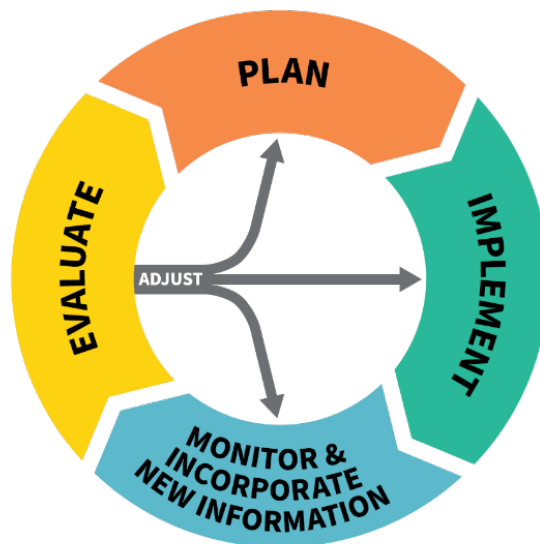 PLAN
IMPLEMENT
MONITOR &
INCORPORATE
NEW INFORMATION
EVALUATE
ADJUST